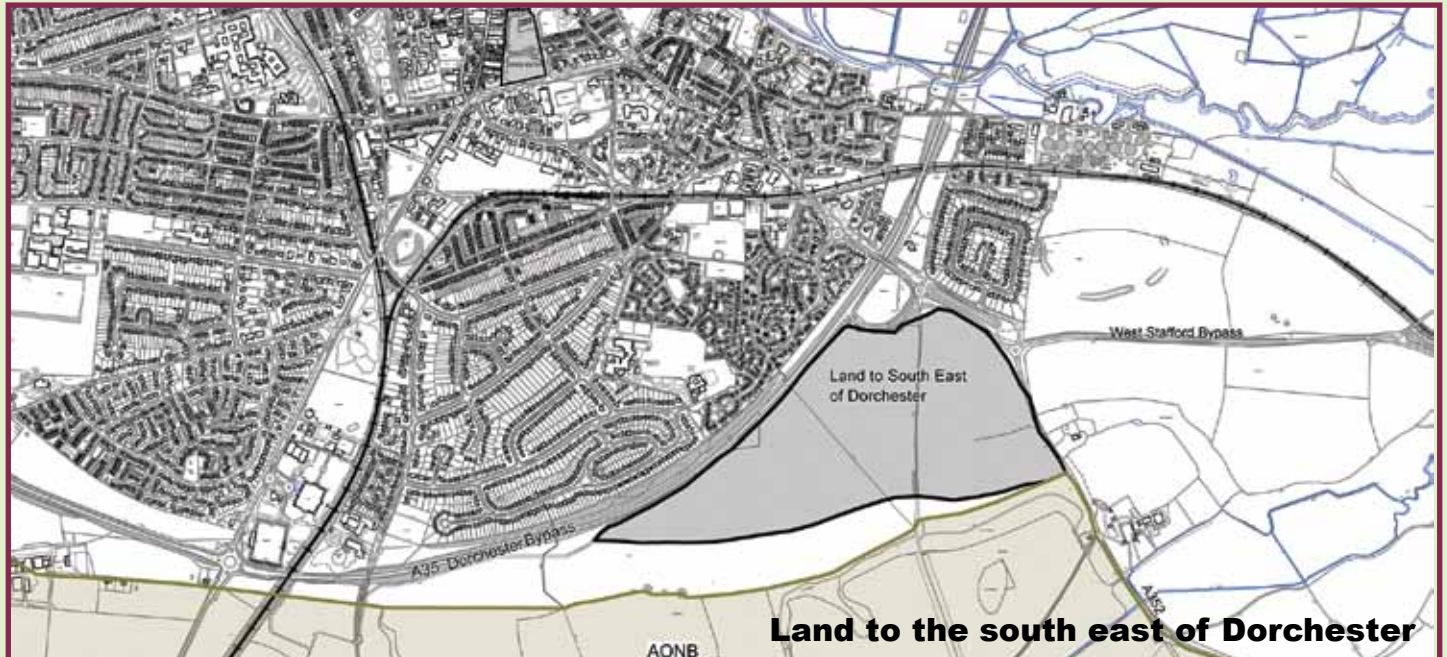 West Stafford Bypass
Land to South East
of Dorchester
A35 Dorchester Bypass
A352
Land to the south east of Dorchester
AONB